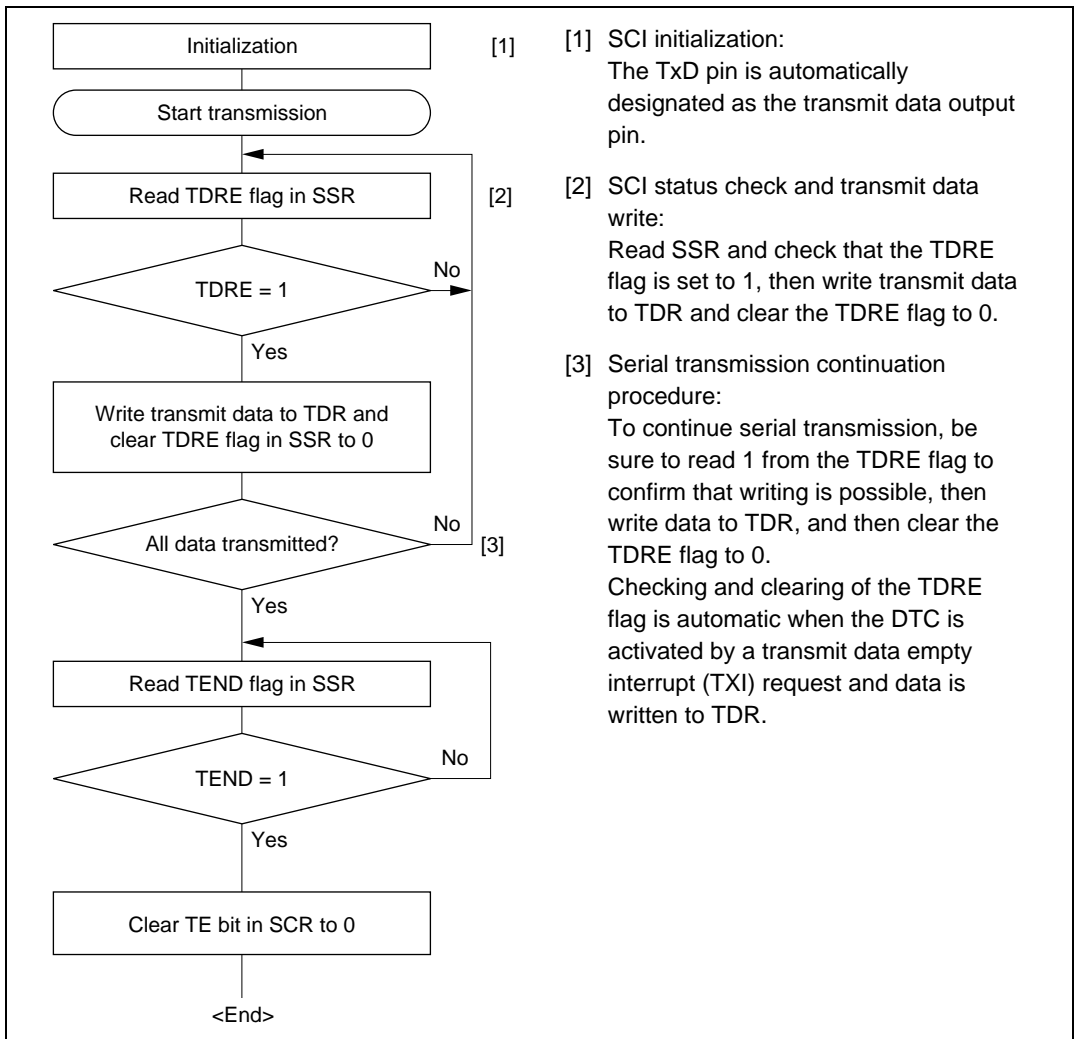 Initialization
[1]
Start transmission
Read TDRE flag in SSR
[2]
TDRE = 1
No
Yes
Write transmit data to TDR and
clear TDRE flag in SSR to 0
All data transmitted?
No
[3]
Yes
Read TEND flag in SSR
TEND = 1
No
Yes
Clear TE bit in SCR to 0
<End>
[1] SCI initialization:
The TxD pin is automatically
designated as the transmit data output
pin.
[2] SCI status check and transmit data
write:
Read SSR and check that the TDRE
flag is set to 1, then write transmit data
to TDR and clear the TDRE flag to 0.
[3] Serial transmission continuation
procedure:
To continue serial transmission, be
sure to read 1 from the TDRE flag to
confirm that writing is possible, then
write data to TDR, and then clear the
TDRE flag to 0.
Checking and clearing of the TDRE
flag is automatic when the DTC is
activated by a transmit data empty
interrupt (TXI) request and data is
written to TDR.